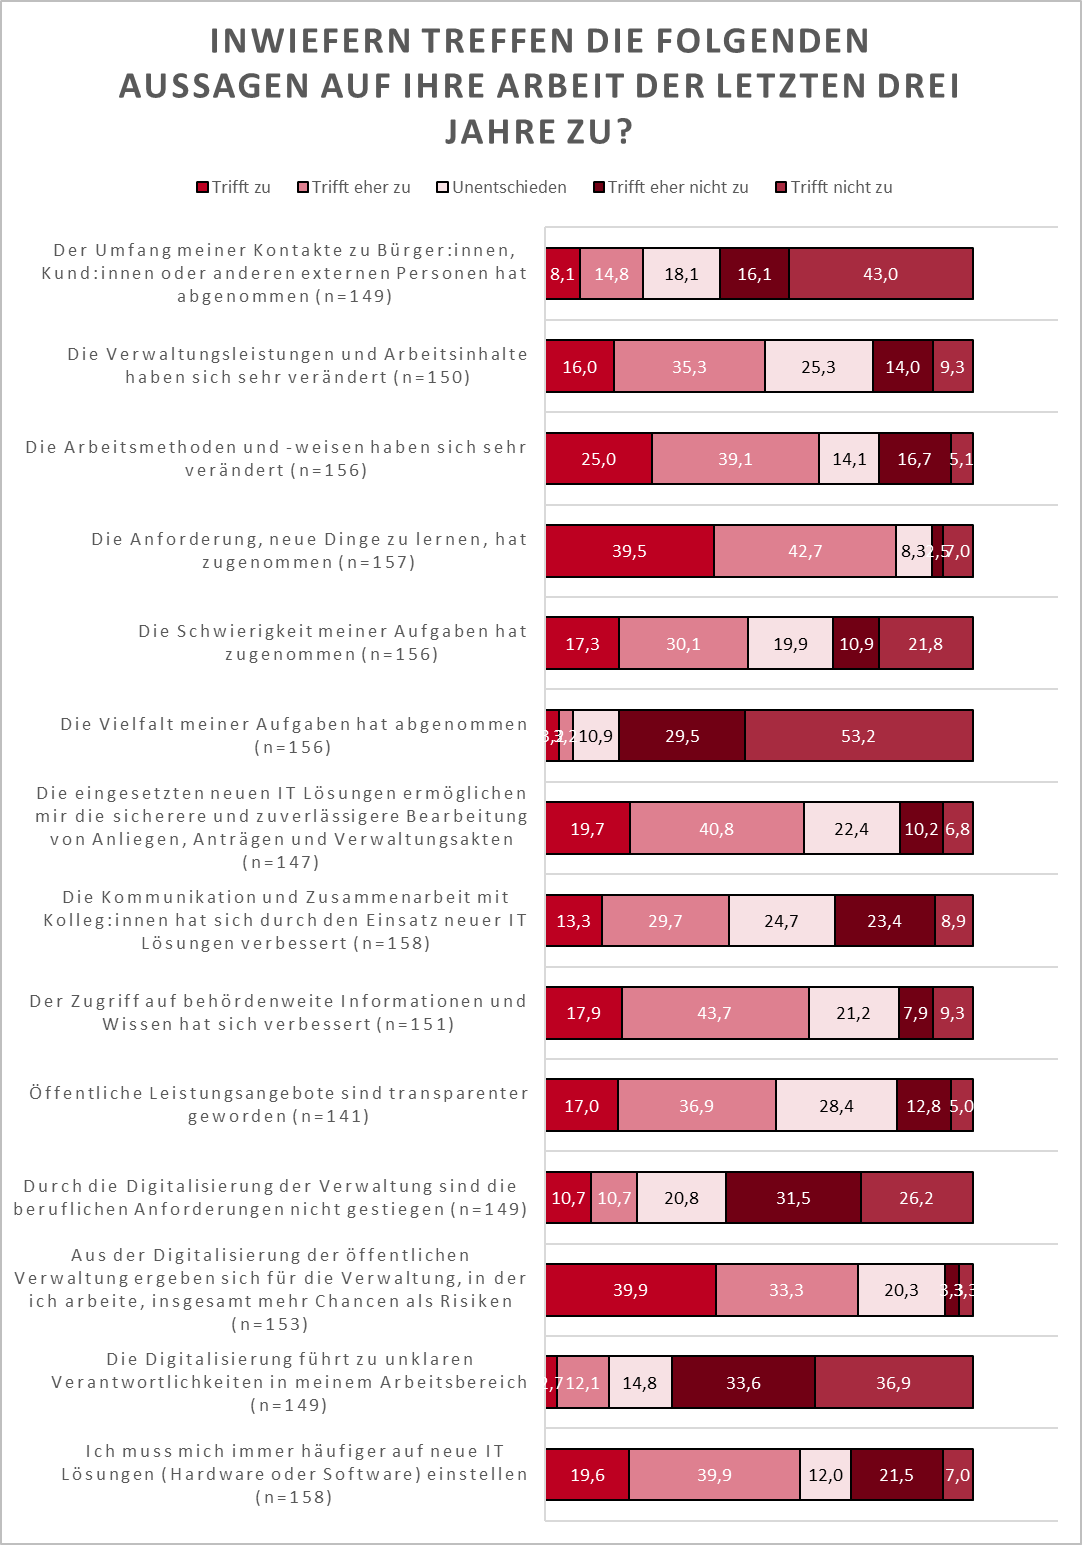 INWIEFERN TREFFEN DIE FOLGENDEN
AUSSAGEN AUF IHRE ARBEIT DER LETZTEN DREI
JAHRE ZU?
Trifft zu Trifft eher zu Unentschieden Trifft eher nicht zu Trifft nicht zu
Der Umfang meiner Kontakte zu Bürger:innen,
Kund:innen oder anderen externen Personen hat
abgenommen (n=149)
8,1 14,8 18,1 16,1 43,0
Die Verwaltungsleistungen und Arbeitsinhalte
haben sich sehr verändert (n=150)
16,0 35,3 25,3 14,0 9,3
Die Arbeitsmethoden und -weisen haben sich sehr
verändert (n=156)
25,0 39,1 14,1 16,7 5,1
Die Anforderung, neue Dinge zu lernen, hat
zugenommen (n=157)
39,5 42,7 8,3 2,5 7,0
Die Schwierigkeit meiner Aufgaben hat
zugenommen (n=156)
17,3 30,1 19,9 10,9 21,8
Die Vielfalt meiner Aufgaben hat abgenommen
(n=156)
3,2 3,2 10,9 29,5 53,2
Die eingesetzten neuen IT Lösungen ermöglichen
mir die sicherere und zuverlässigere Bearbeitung
von Anliegen, Anträgen und Verwaltungsakten
(n=147)
19,7 40,8 22,4 10,2 6,8
Die Kommunikation und Zusammenarbeit mit
Kolleg:innen hat sich durch den Einsatz neuer IT
Lösungen verbessert (n=158)
13,3 29,7 24,7 23,4 8,9
Der Zugriff auf behördenweite Informationen und
Wissen hat sich verbessert (n=151)
17,9 43,7 21,2 7,9 9,3
Öffentliche Leistungsangebote sind transparenter
geworden (n=141)
17,0 36,9 28,4 12,8 5,0
Durch die Digitalisierung der Verwaltung sind die
beruflichen Anforderungen nicht gestiegen (n=149)
10,7 10,7 20,8 31,5 26,2
Aus der Digitalisierung der öffentlichen
Verwaltung ergeben sich für die Verwaltung, in der
ich arbeite, insgesamt mehr Chancen als Risiken
(n=153)
39,9 33,3 20,3 3,3 3,3
Die Digitalisierung führt zu unklaren
Verantwortlichkeiten in meinem Arbeitsbereich
(n=149)
2,7 12,1 14,8 33,6 36,9
Ich muss mich immer häufiger auf neue IT
Lösungen (Hardware oder Software) einstellen
(n=158)
19,6 39,9 12,0 21,5 7,0